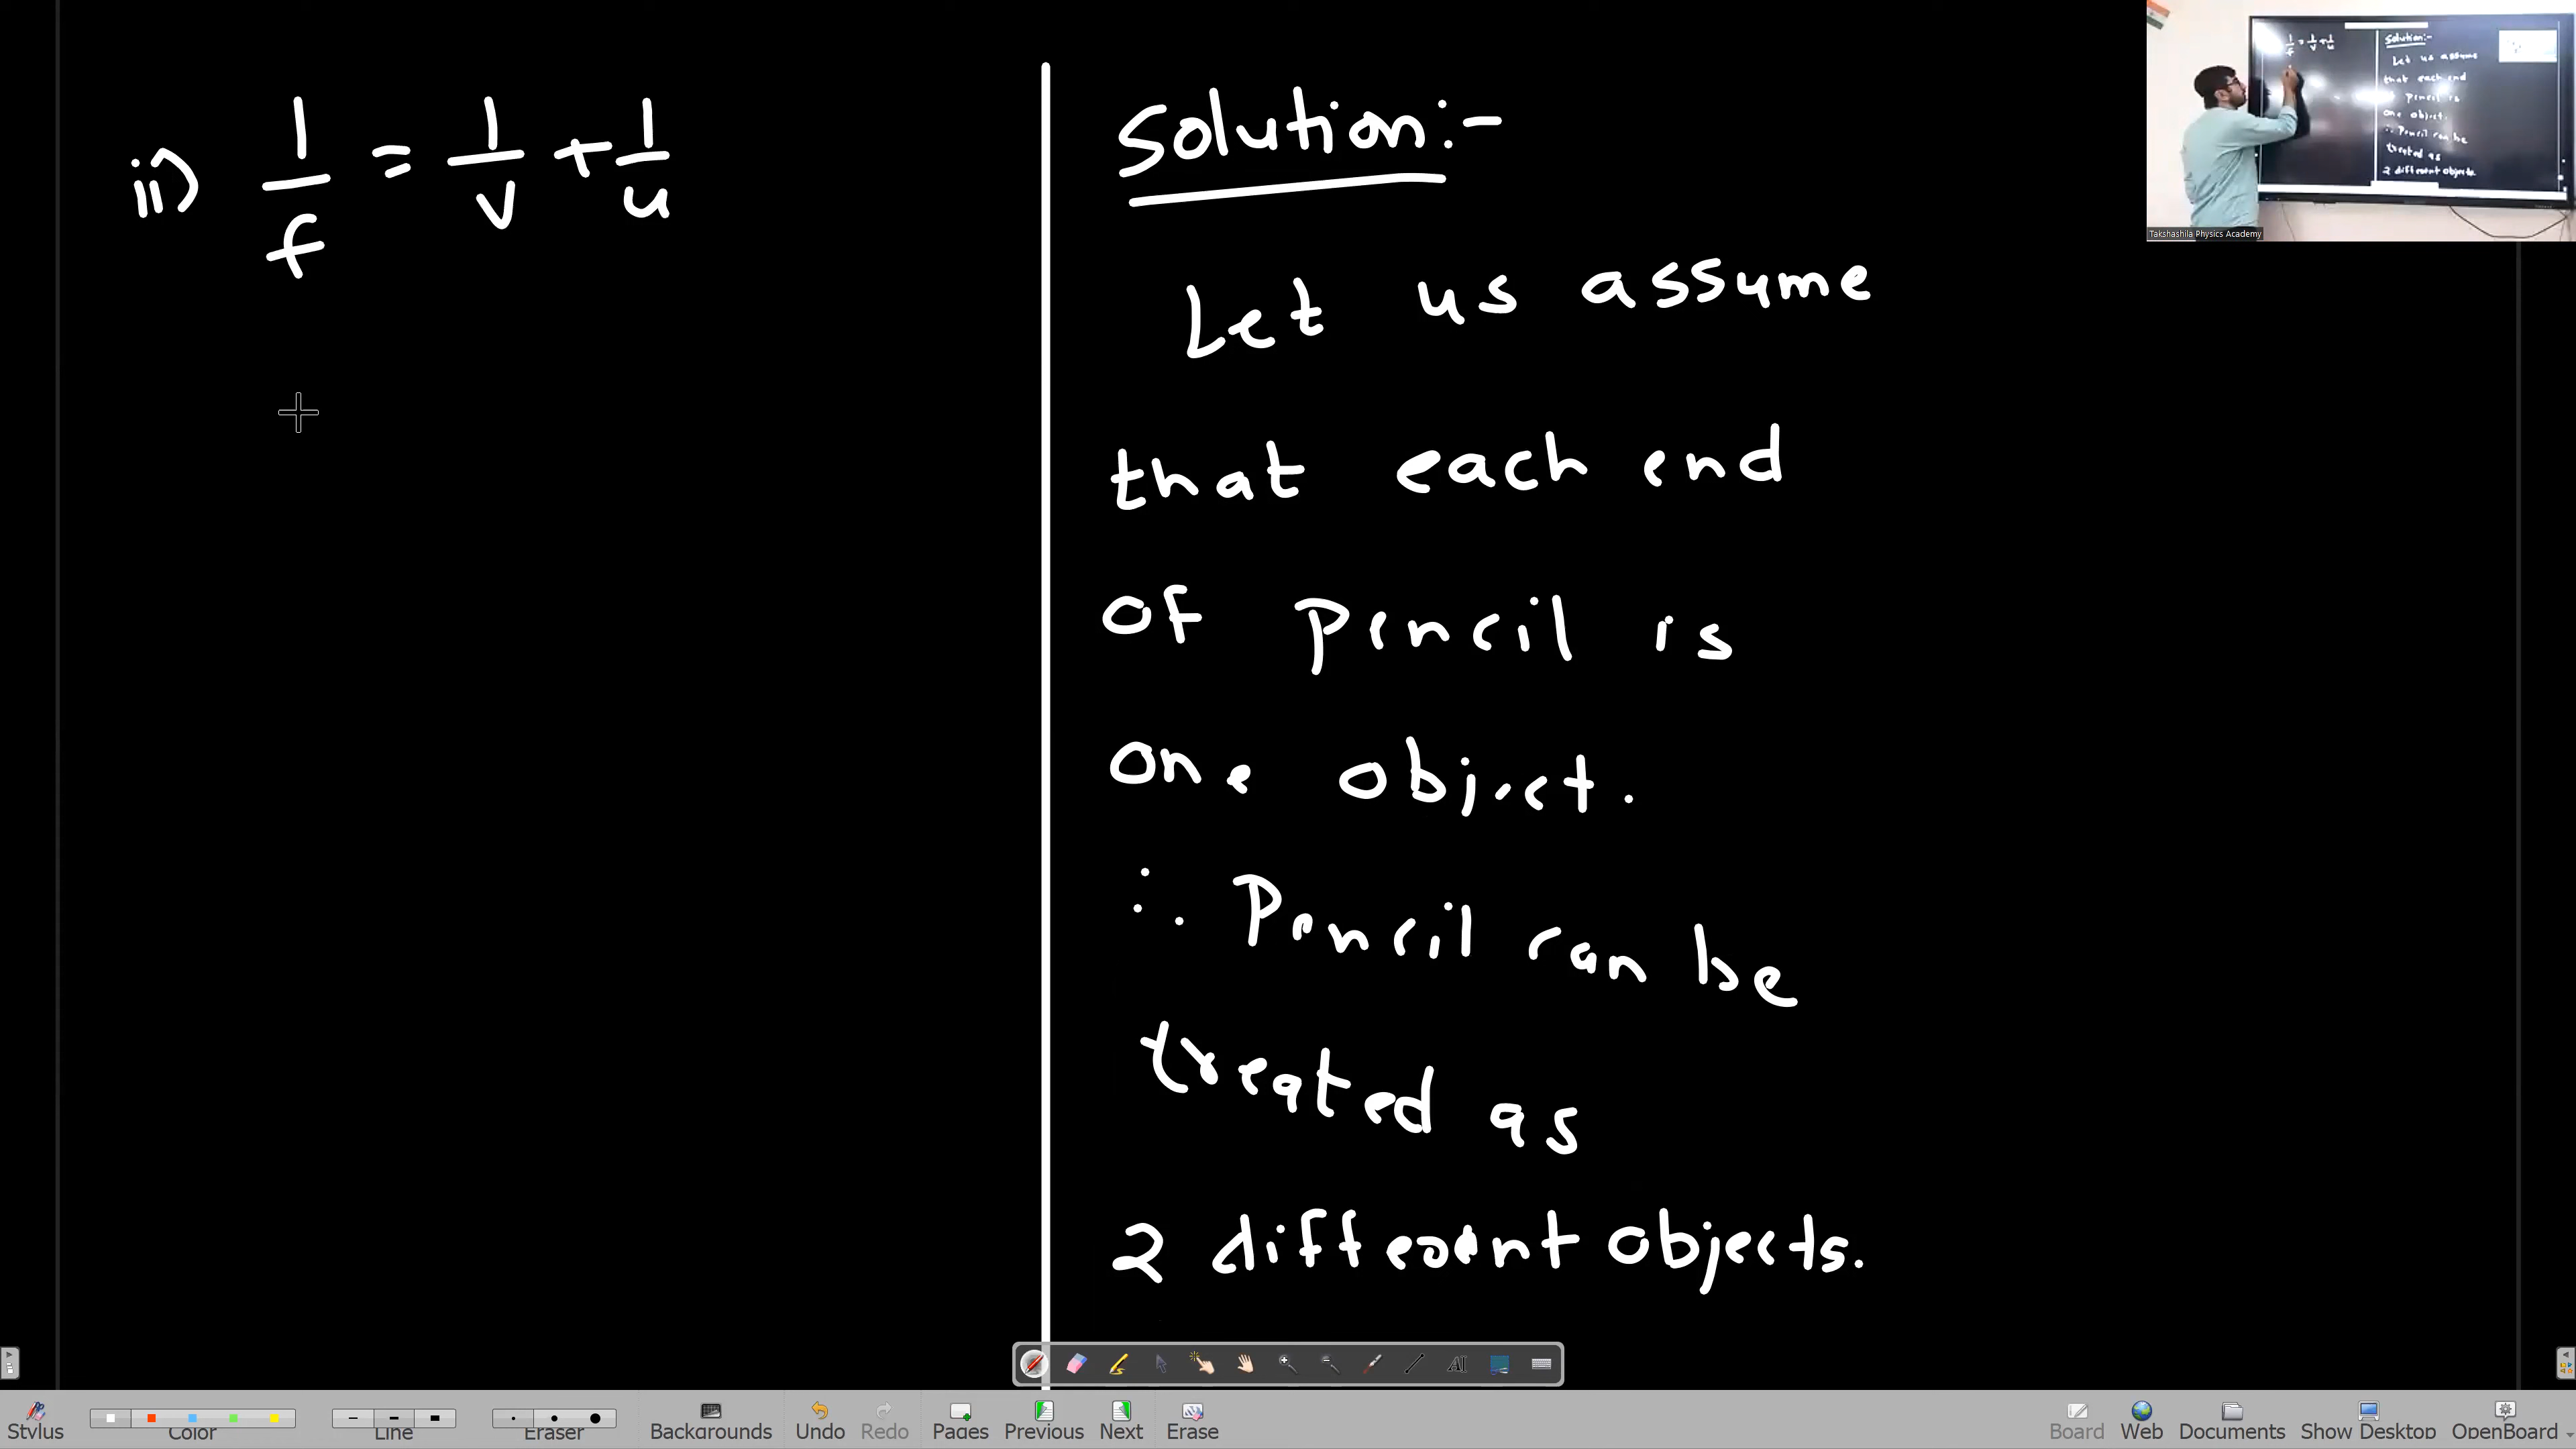 ii) 1/f = 1/v + 1/u
Solution:-
Let us assume
that each end
of pencil is
one object.
∴ Pencil can be
treated as
2 different objects.
Takshashila Physics Academy
Stylus
Color
Line
Eraser
Backgrounds
Undo
Redo
Pages
Previous
Next
Erase
Board
Web
Documents
Show Desktop
OpenBoard